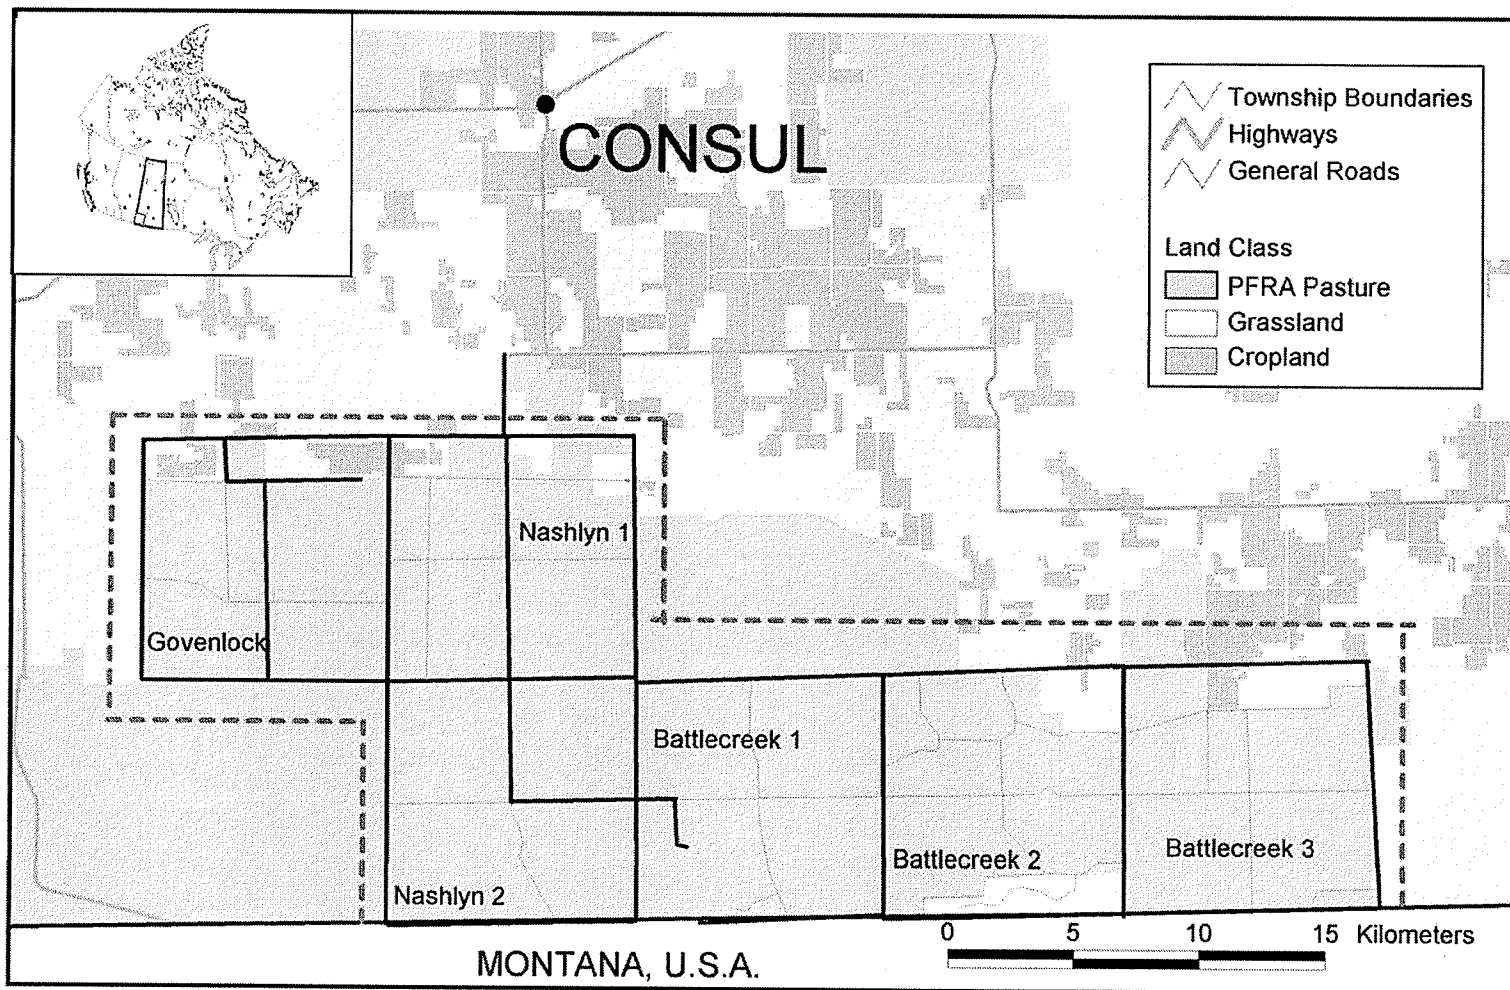 CONSUL
Township Boundaries
Highways
General Roads
Land Class
PFRA Pasture
Grassland
Cropland
Nashlyn 1
Govenlock
Battlecreek 1
Battlecreek 2
Battlecreek 3
Nashlyn 2
0 5 10 15 Kilometers
MONTANA, U.S.A.